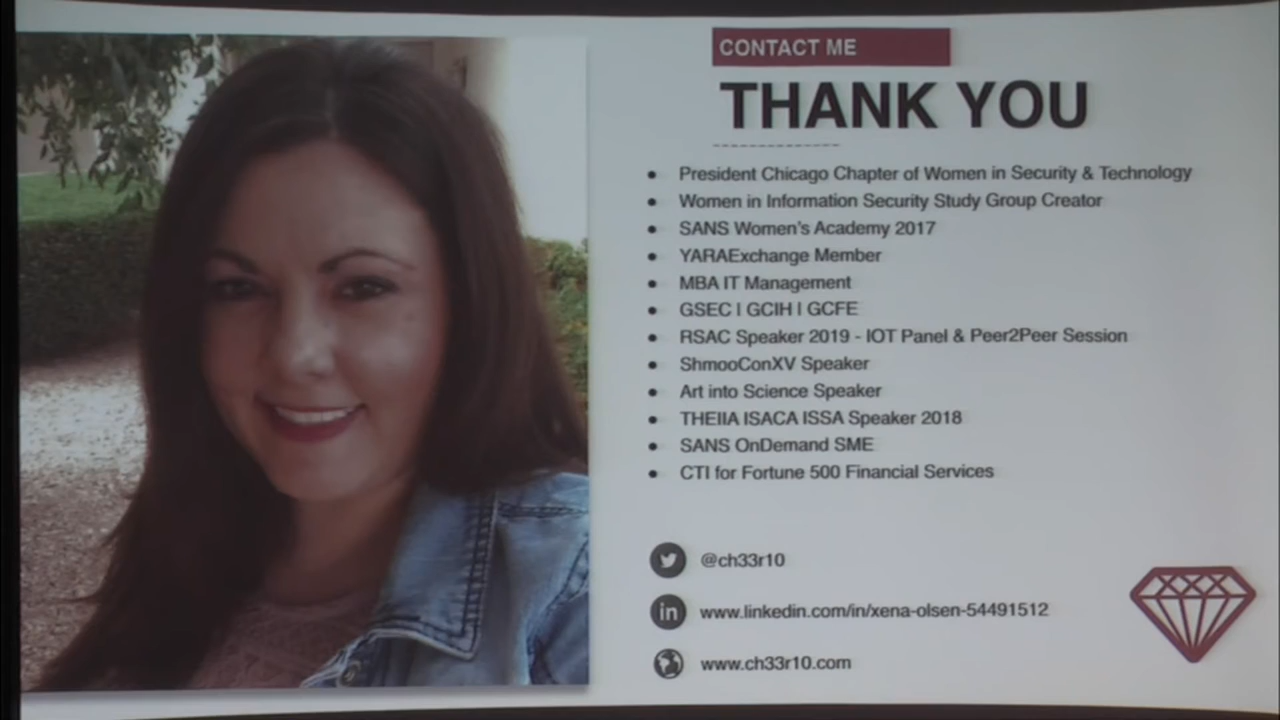 CONTACT ME
THANK YOU
President Chicago Chapter of Women in Security & Technology
Women in Information Security Study Group Creator
SANS Women's Academy 2017
YARAExchange Member
MBA IT Management
GSEC | GCIH | GCFE
RSAC Speaker 2019 - IOT Panel & Peer2Peer Session
ShmooConXV Speaker
Art into Science Speaker
THEIIA ISACA ISSA Speaker 2018
SANS OnDemand SME
CTI for Fortune 500 Financial Services
@ch33r10
in
www.linkedin.com/in/xena-olsen-54491512
www.ch33r10.com